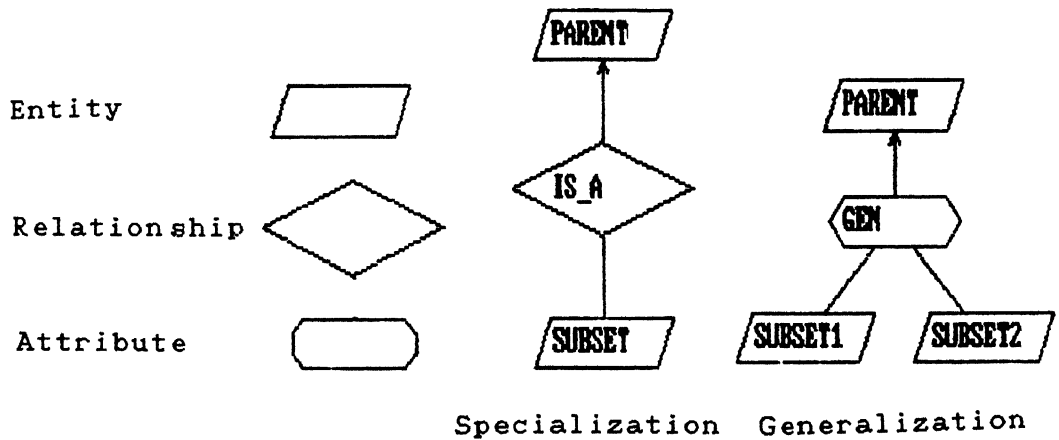 Entity
Relationship
Attribute
PARENT
IS_A
SUBSET
Specialization
PARENT
GEN
SUBSET1
SUBSET2
Generalization